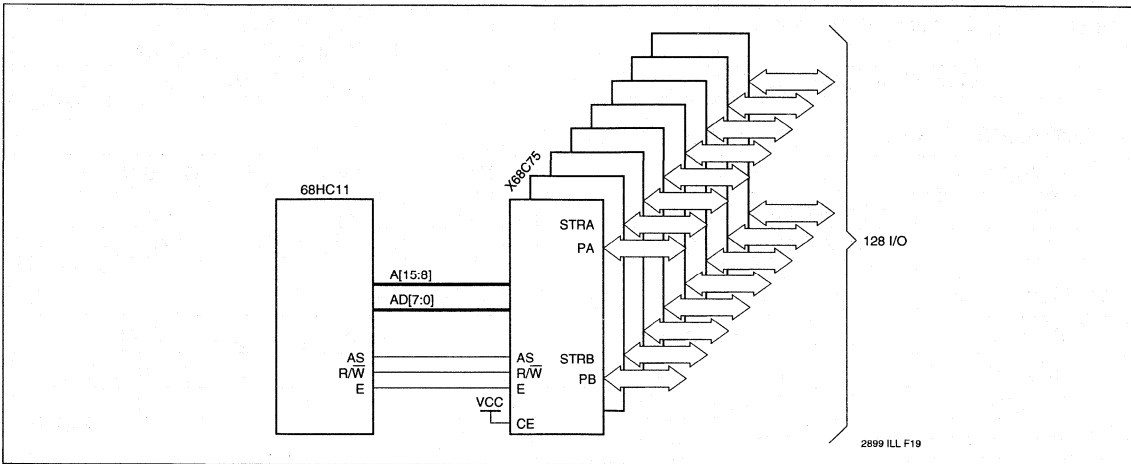 X68C75
68HC11
STRA
PA
128 I/O
A[15:8]
AD[7:0]
AS
R/W̅
E
STRB
PB
AS
R/W̅
E
VCC
CE
2899 ILL F19